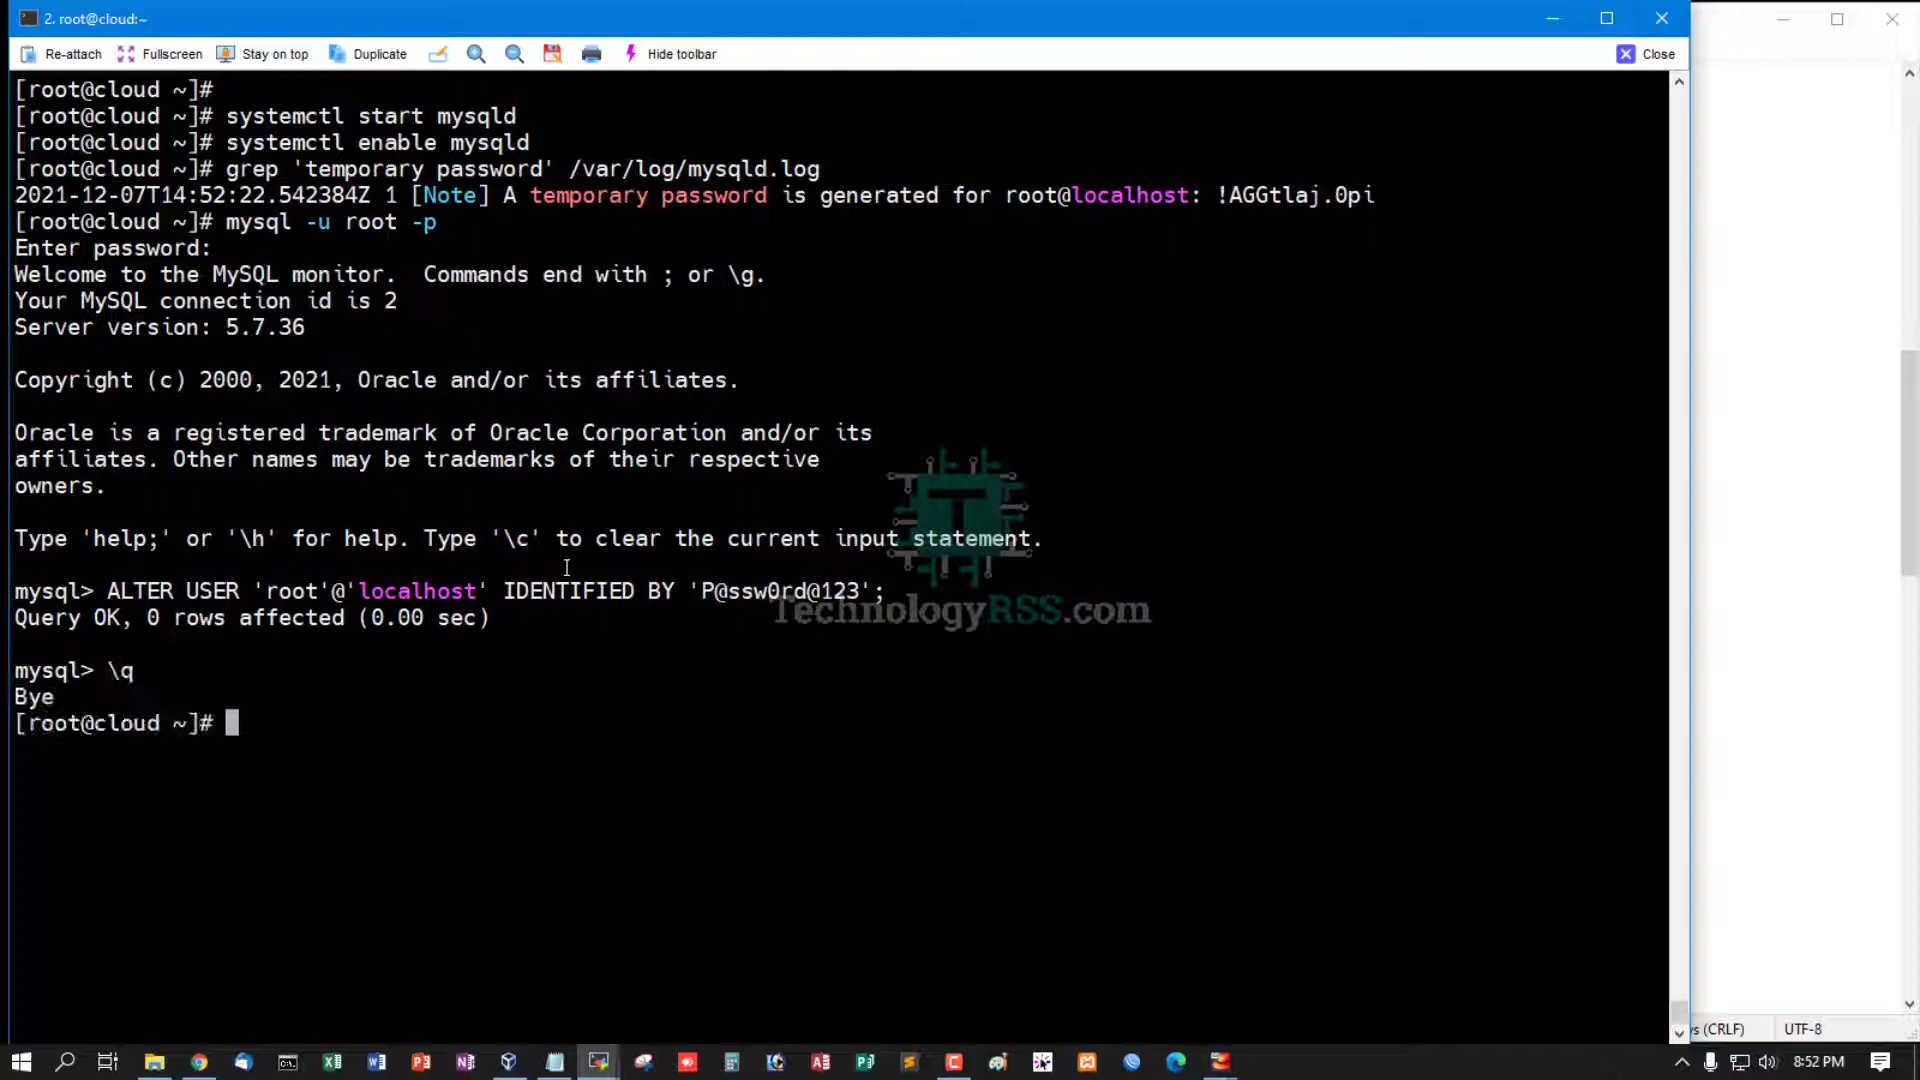 2. root@cloud:~
Re-attach Fullscreen Stay on top Duplicate Hide toolbar Close
[root@cloud ~]#
[root@cloud ~]# systemctl start mysqld
[root@cloud ~]# systemctl enable mysqld
[root@cloud ~]# grep 'temporary password' /var/log/mysqld.log
2021-12-07T14:52:22.542384Z 1 [Note] A temporary password is generated for root@localhost: !AGGtlaj.0pi
[root@cloud ~]# mysql -u root -p
Enter password:
Welcome to the MySQL monitor.  Commands end with ; or \g.
Your MySQL connection id is 2
Server version: 5.7.36
Copyright (c) 2000, 2021, Oracle and/or its affiliates.
Oracle is a registered trademark of Oracle Corporation and/or its
affiliates. Other names may be trademarks of their respective
owners.
Type 'help;' or '\h' for help. Type '\c' to clear the current input statement.
mysql> ALTER USER 'root'@'localhost' IDENTIFIED BY 'P@ssw0rd@123';
TechnologyRSS.com
Query OK, 0 rows affected (0.00 sec)
mysql> \q
Bye
[root@cloud ~]#
s (CRLF) UTF-8
8:52 PM